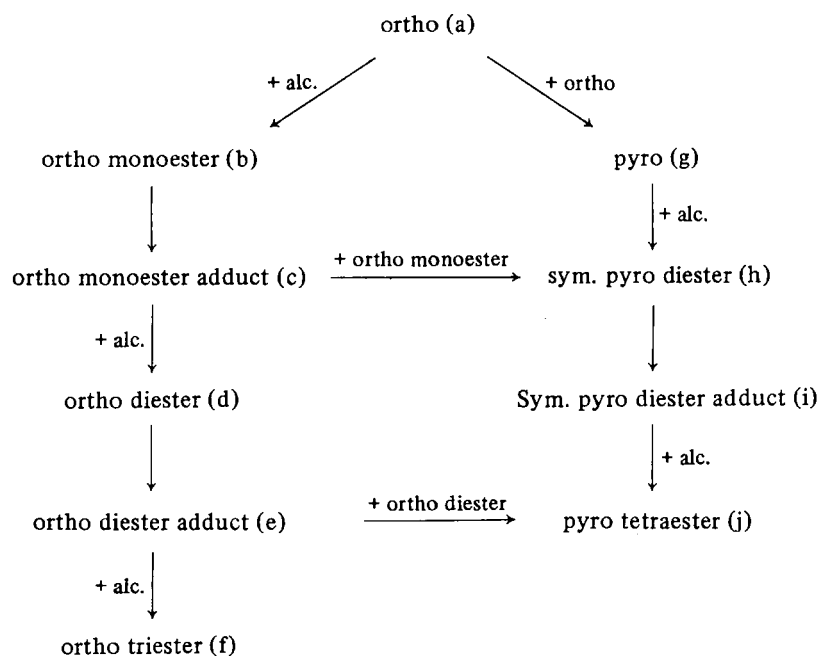 ortho (a)
+ alc.
+ ortho
ortho monoester (b)
pyro (g)
+ alc.
ortho monoester adduct (c)
+ ortho monoester
sym. pyro diester (h)
+ alc.
ortho diester (d)
Sym. pyro diester adduct (i)
+ alc.
ortho diester adduct (e)
+ ortho diester
pyro tetraester (j)
+ alc.
ortho triester (f)